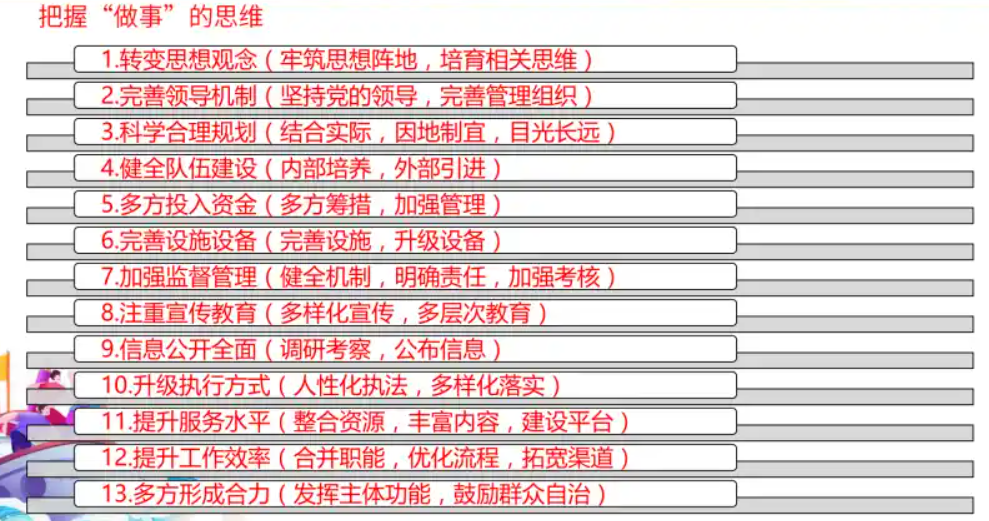 把握“做事”的思维
1.转变思想观念（牢筑思想阵地，培育相关思维）
2.完善领导机制（坚持党的领导，完善管理组织）
3.科学合理规划（结合实际，因地制宜，目光长远）
4.健全队伍建设（内部培养，外部引进）
5.多方投入资金（多方筹措，加强管理）
6.完善设施设备（完善设施，升级设备）
7.加强监督管理（健全机制，明确责任，加强考核）
8.注重宣传教育（多样化宣传，多层次教育）
9.信息公开全面（调研考察，公布信息）
10.升级执行方式（人性化执法，多样化落实）
11.提升服务水平（整合资源，丰富内容，建设平台）
12.提升工作效率（合并职能，优化流程，拓宽渠道）
13.多方形成合力（发挥主体功能，鼓励群众自治）